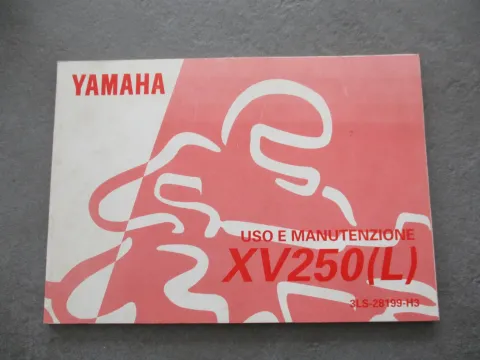 YAMAHA
USO E MANUTENZIONE
XV250(L)
3LS-28199-H3